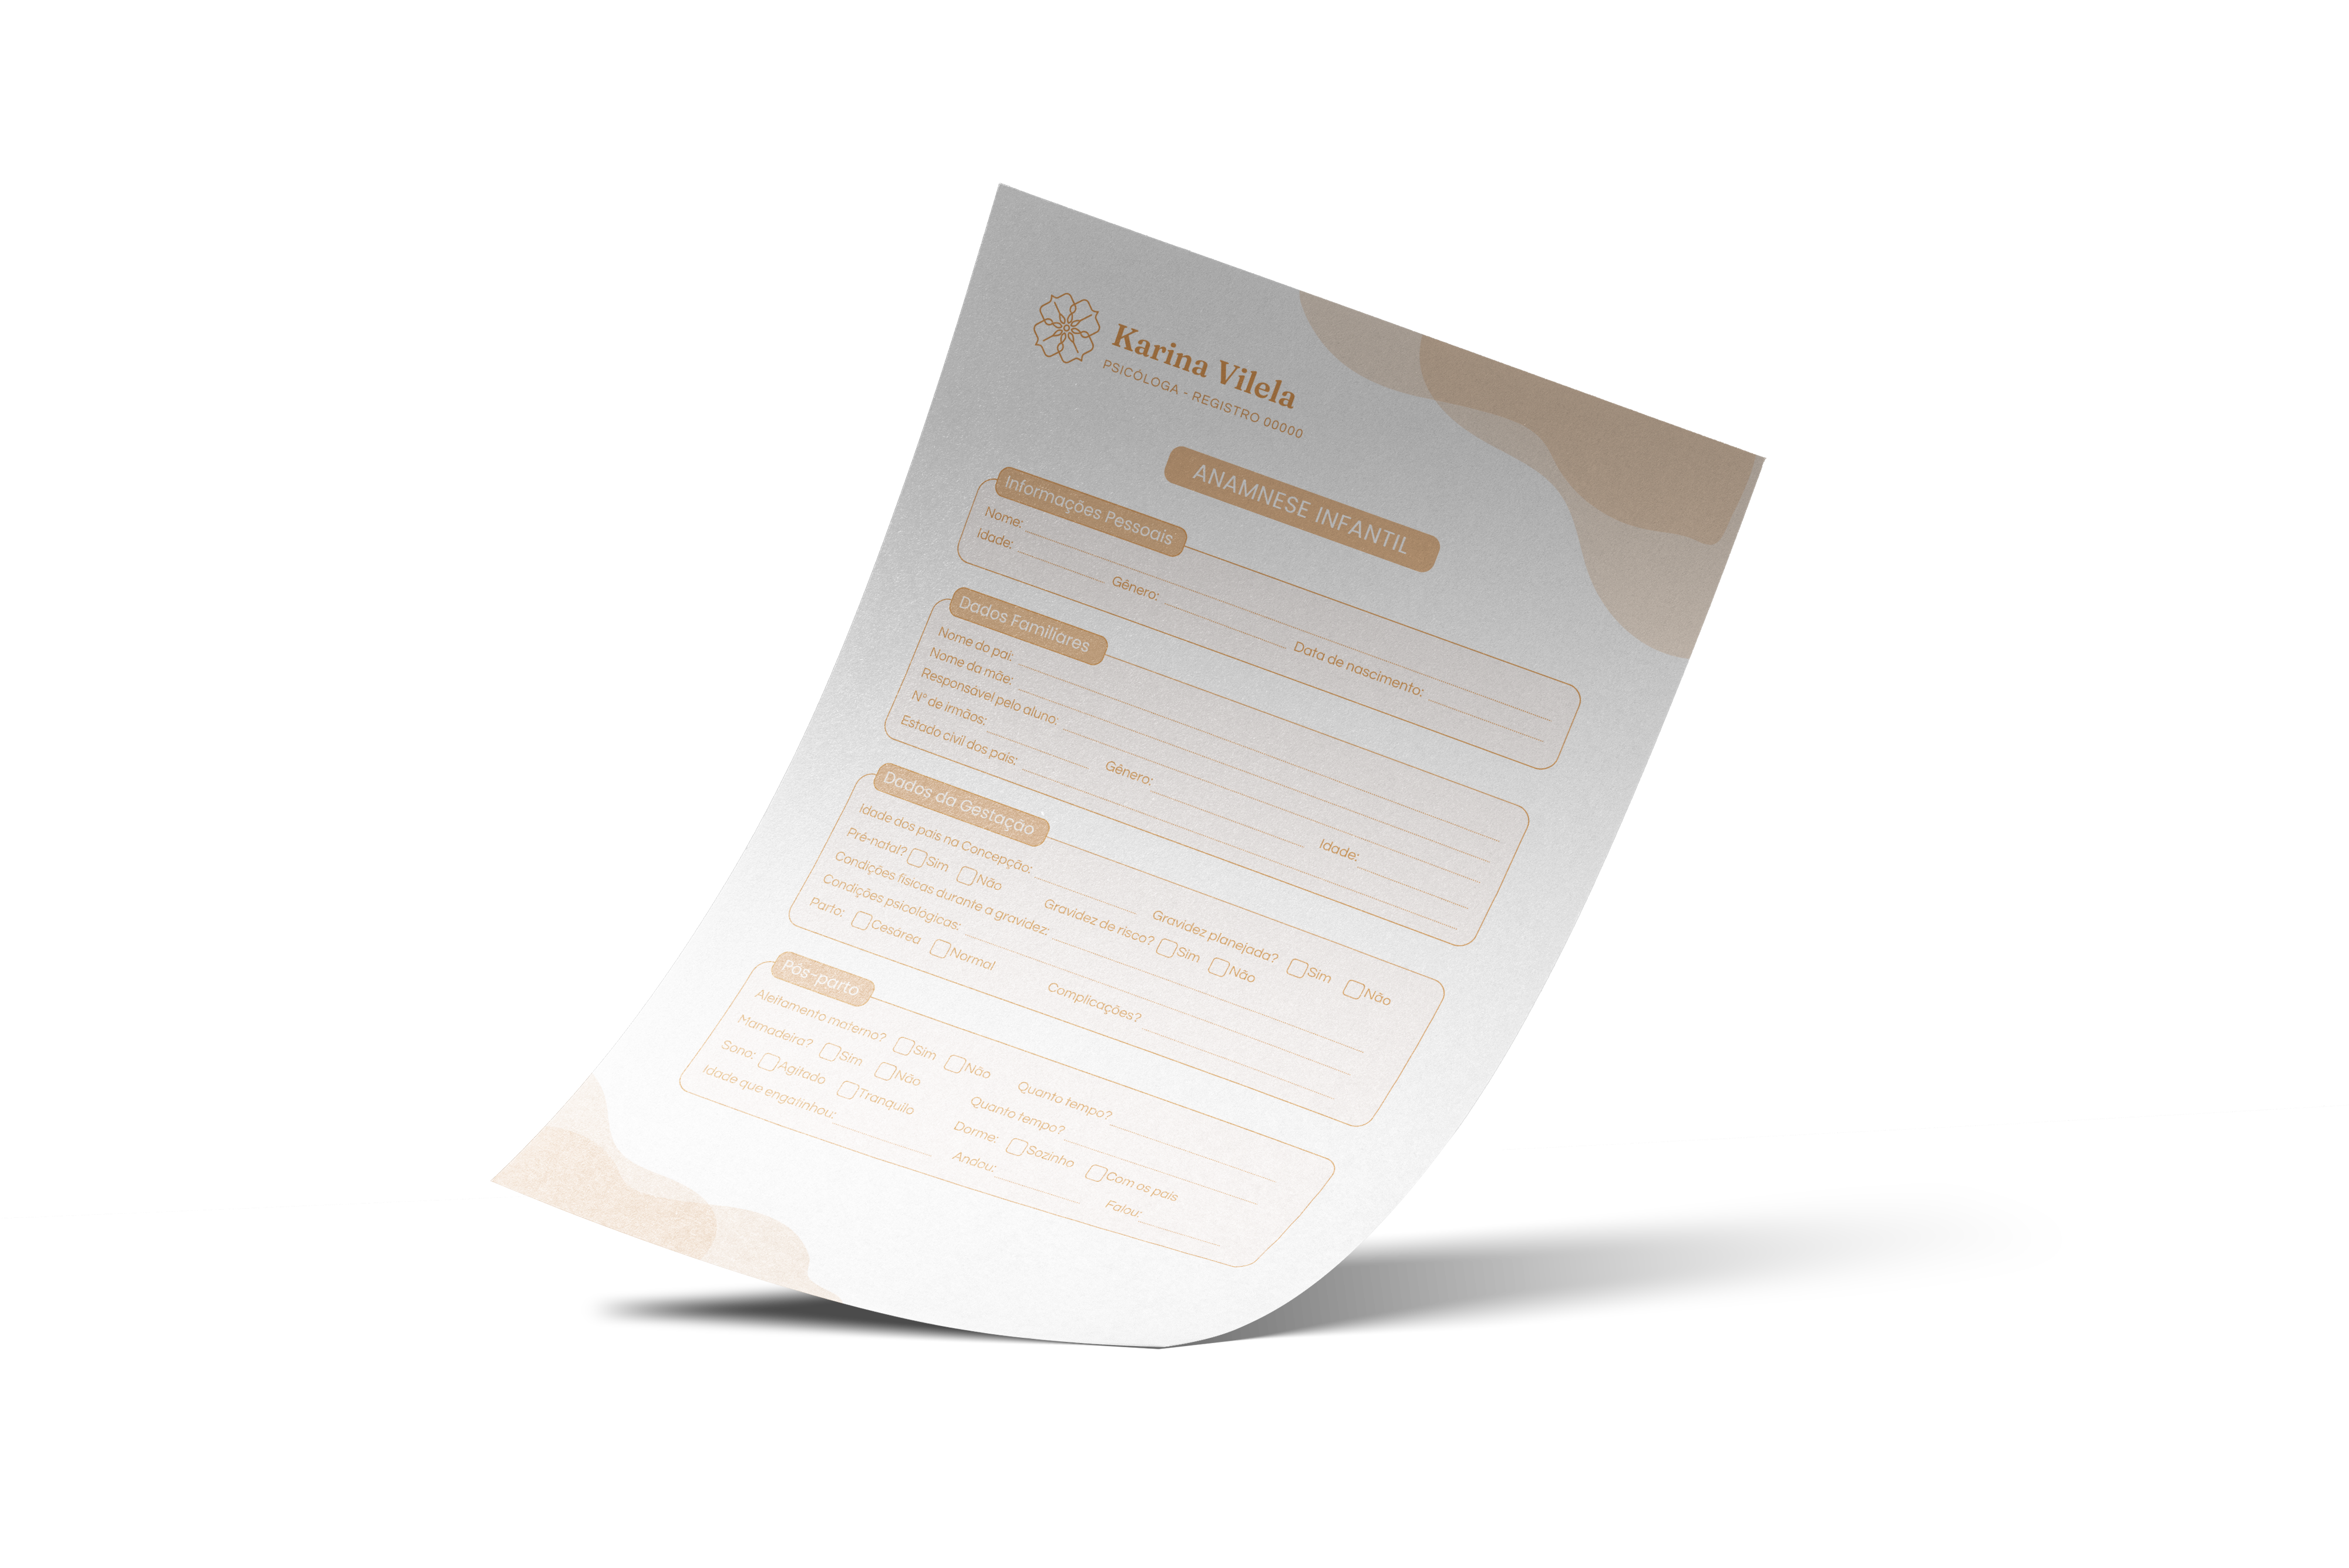 Karina Vilela
PSICÓLOGA - REGISTRO 00000
ANAMNESE INFANTIL
Informações Pessoais
Nome:
Idade: Gênero: Data de nascimento:
Dados Familiares
Nome do pai:
Nome da mãe:
Responsável pelo aluno:
Nº de irmãos: Gênero: Idade:
Estado civil dos pais:
Dados da Gestação
Idade dos pais na Concepção: Gravidez planejada? Sim Não
Pré-natal? Sim Não Gravidez de risco? Sim Não
Condições físicas durante a gravidez:
Condições psicológicas:
Parto: Cesárea Normal Complicações?
Pós-parto
Aleitamento materno? Sim Não Quanto tempo?
Mamadeira? Sim Não Quanto tempo?
Sono: Agitado Tranquilo Dorme: Sozinho Com os pais
Idade que engatinhou: Andou: Falou: